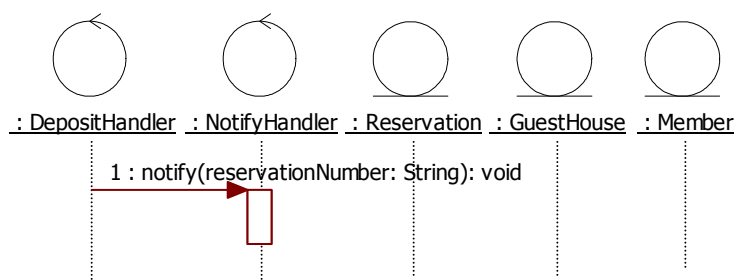 : DepositHandler : NotifyHandler : Reservation : GuestHouse : Member
1 : notify(reservationNumber: String): void